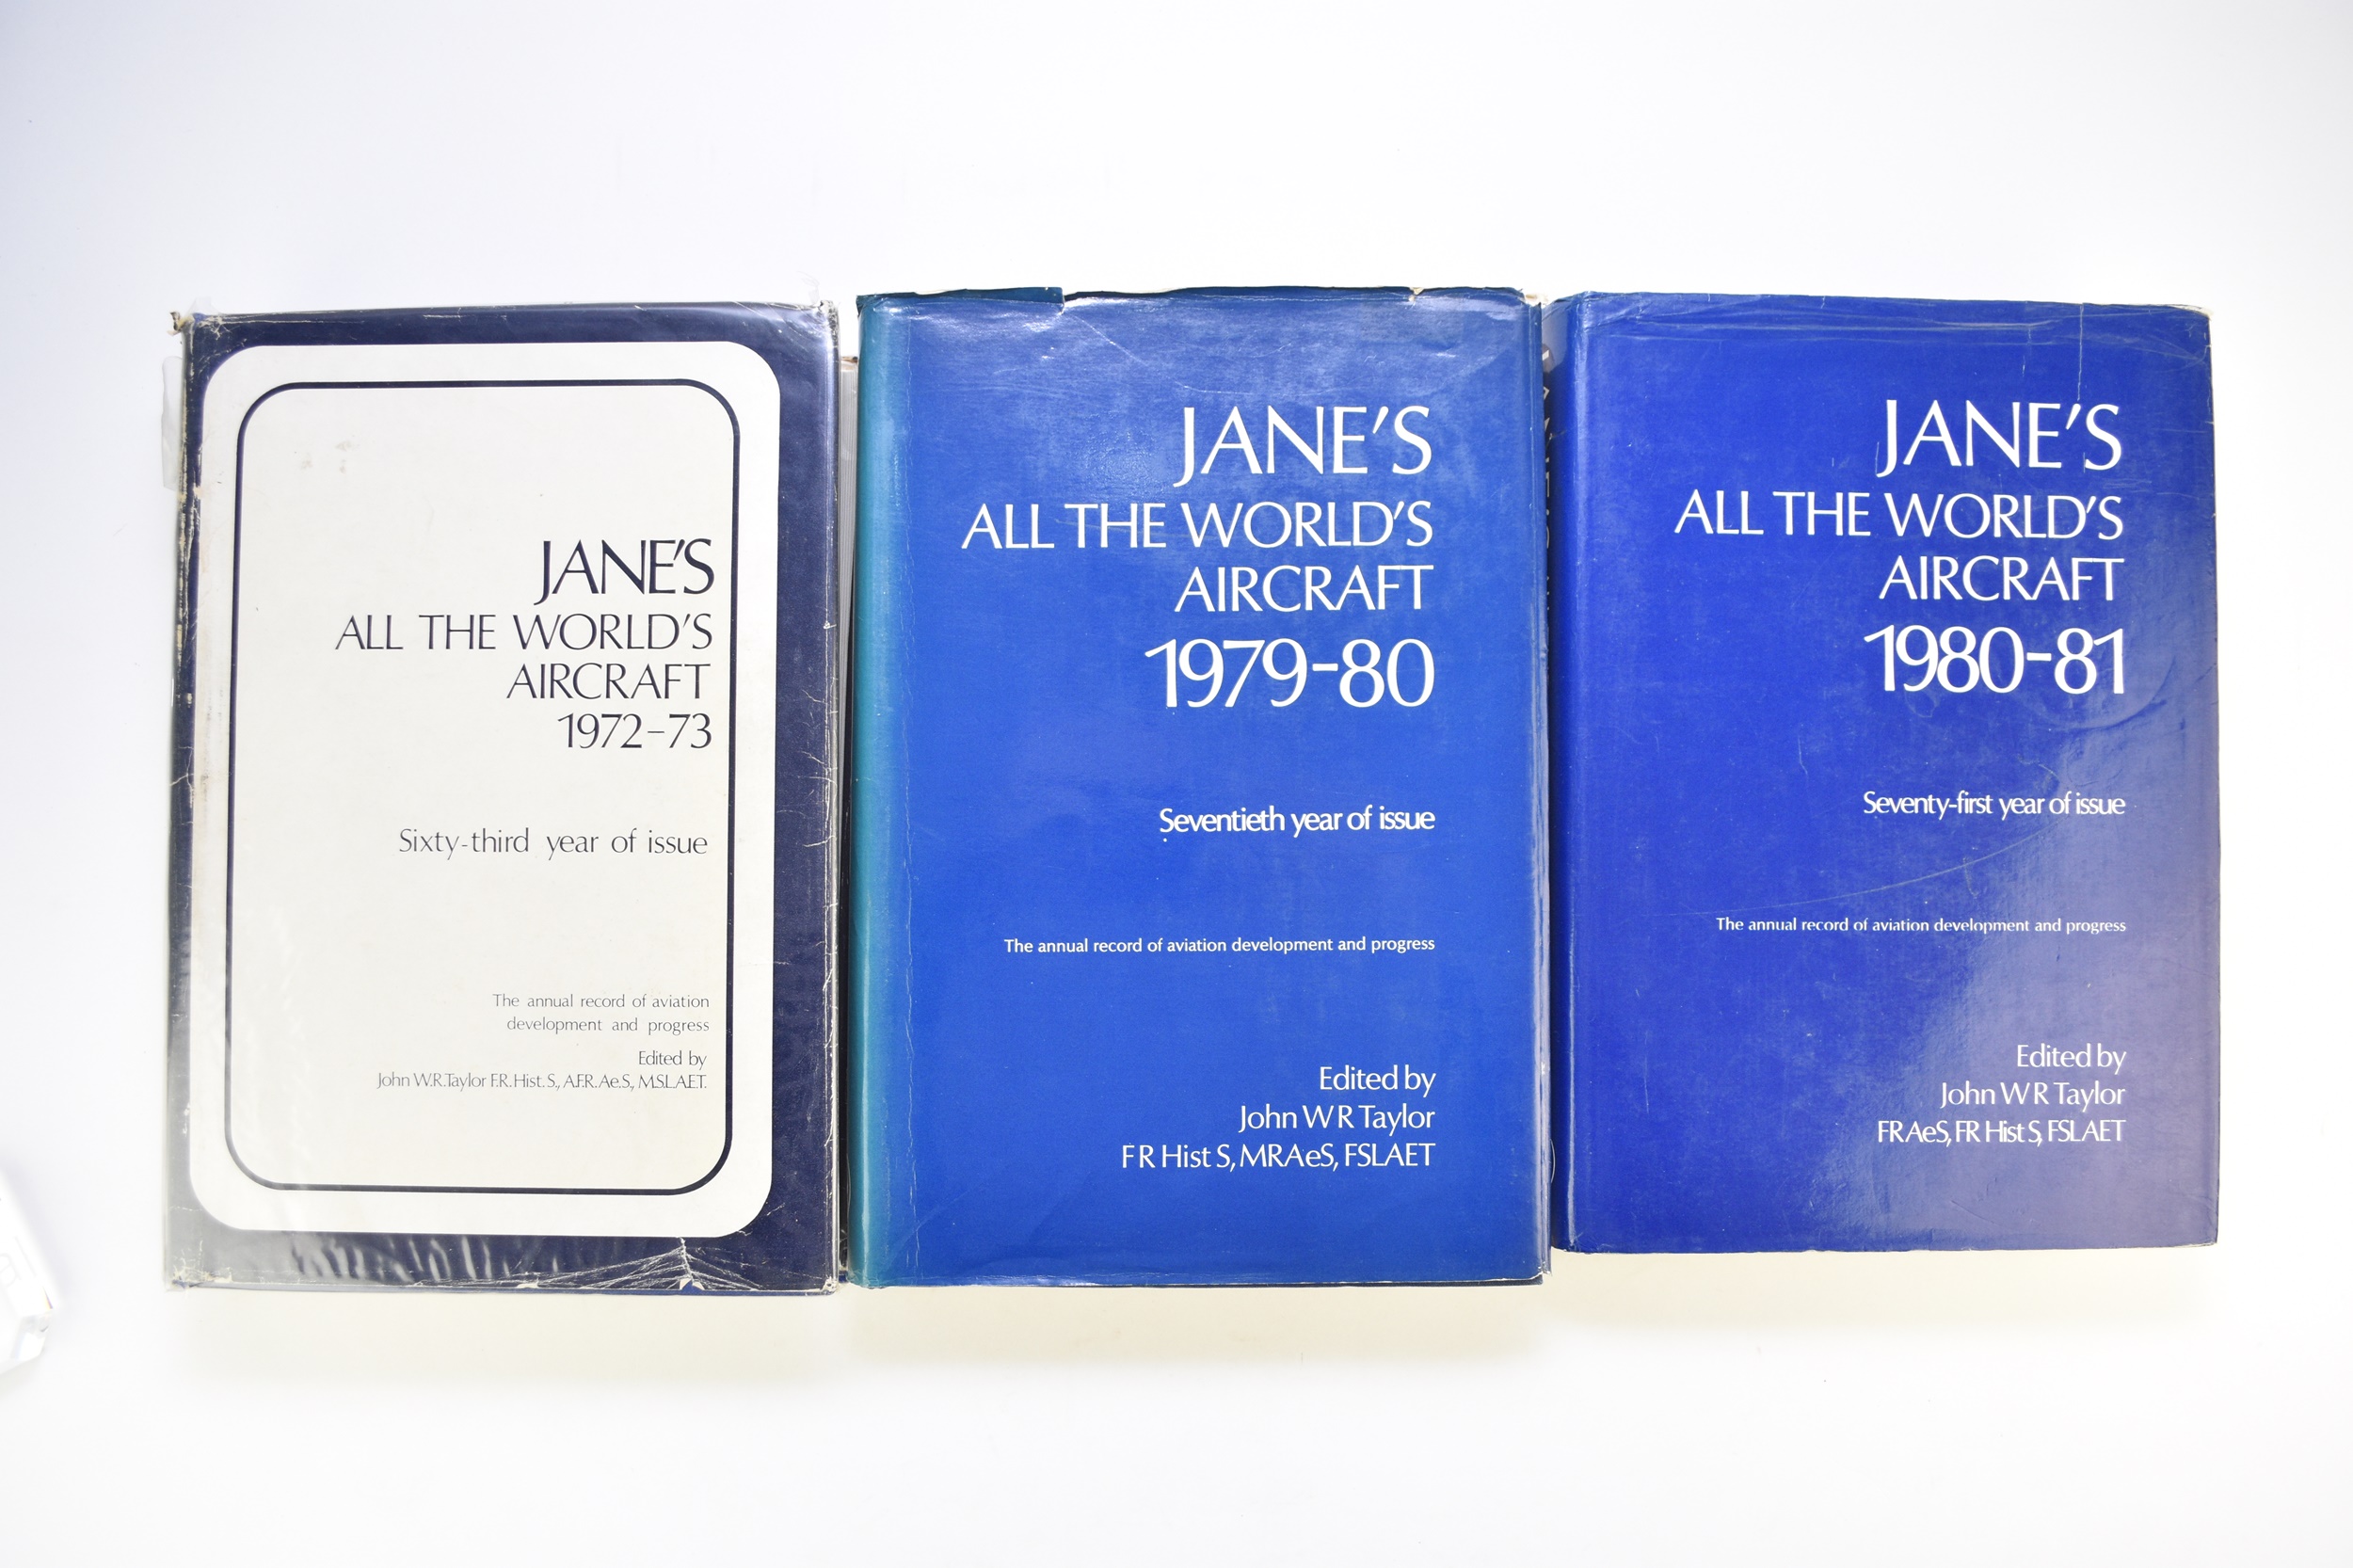 JANE'S
ALL THE WORLD'S
AIRCRAFT
1972-73
Sixty-third year of issue
The annual record of aviation
development and progress
Edited by
John W.R.Taylor F.R.Hist.S., A.F.R.Ae.S., M.S.L.A.E.T.
JANE'S
ALL THE WORLD'S
AIRCRAFT
1979-80
Seventieth year of issue
The annual record of aviation development and progress
Edited by
John W R Taylor
F R Hist S, MRAeS, FSLAET
JANE'S
ALL THE WORLD'S
AIRCRAFT
1980-81
Seventy-first year of issue
The annual record of aviation development and progress
Edited by
John W R Taylor
FRAeS, FR Hist S, FSLAET